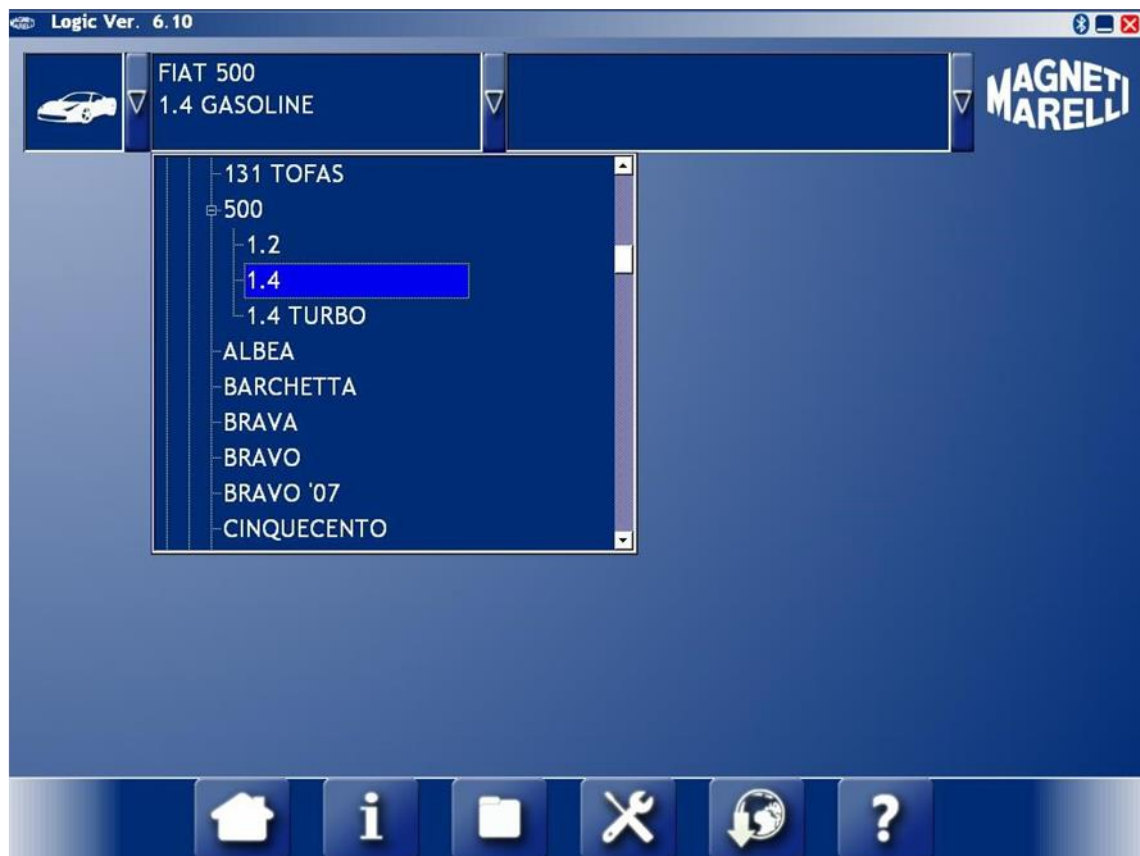 Logic Ver. 6.10
FIAT 500
1.4 GASOLINE
MAGNETI
MARELLI
131 TOFAS
500
1.2
1.4
1.4 TURBO
ALBEA
BARCHETTA
BRAVA
BRAVO
BRAVO '07
CINQUECENTO
i
?